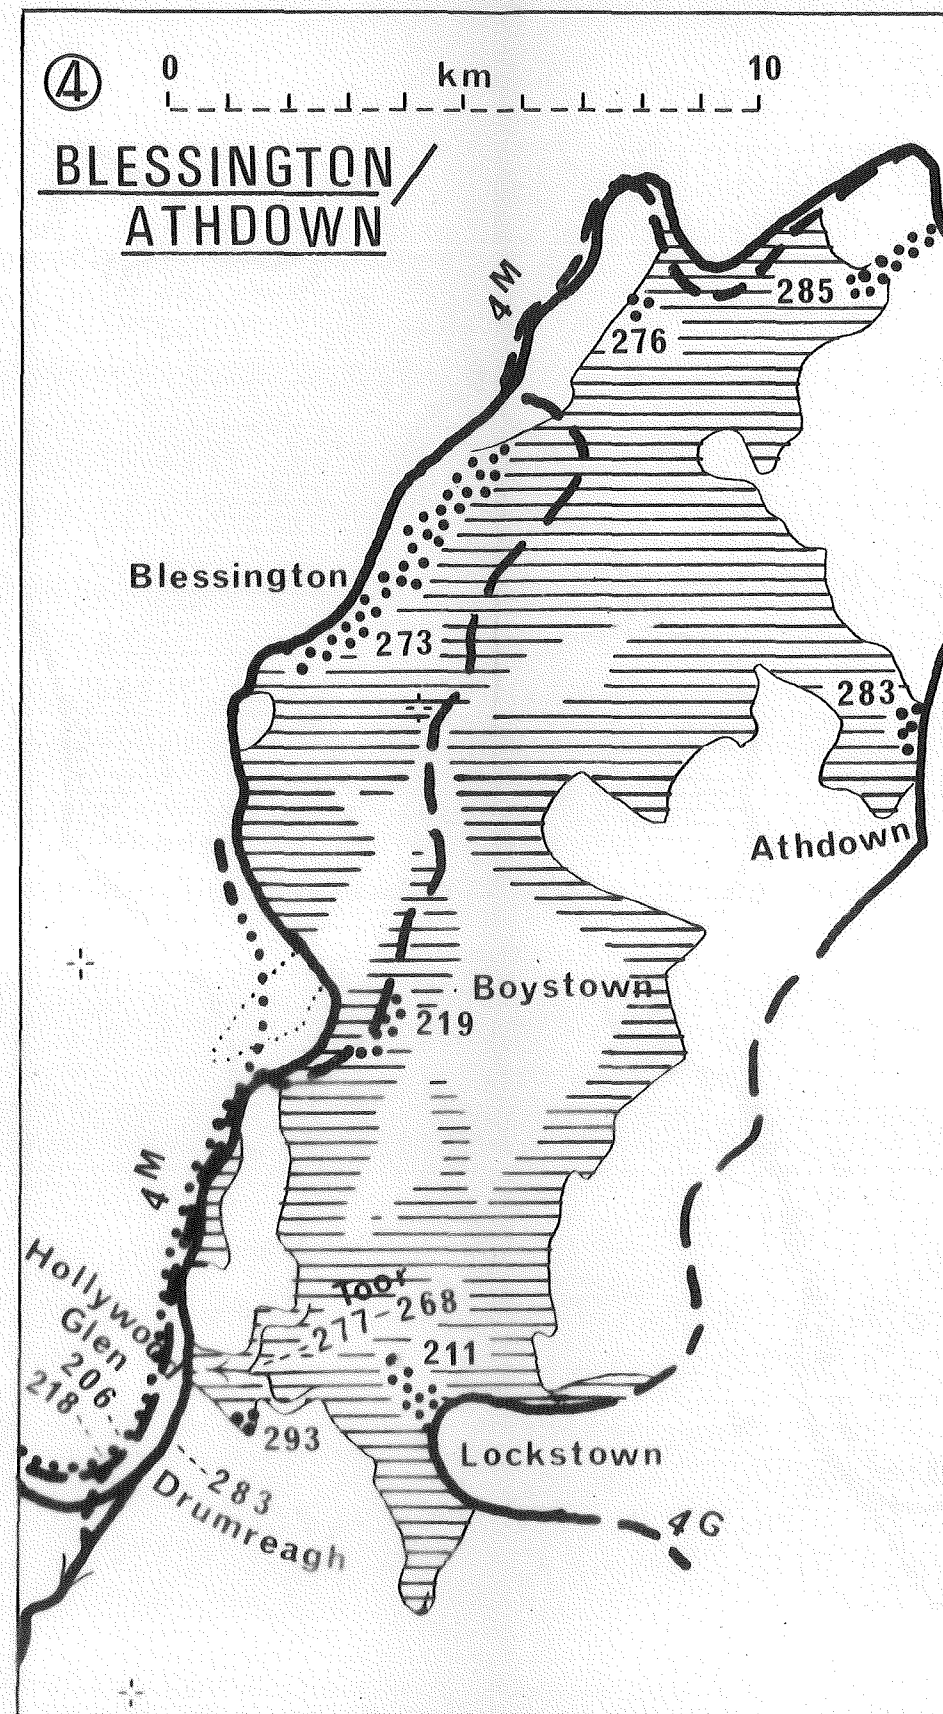 ④ 0 km 10
BLESSINGTON/
ATHDOWN
4M
285
276
Blessington
273
283
Athdown
Boystown
219
4M
Hollywood
Glen
206
218
Toor
277-268
211
293
Lockstown
283
Drumreagh
4G